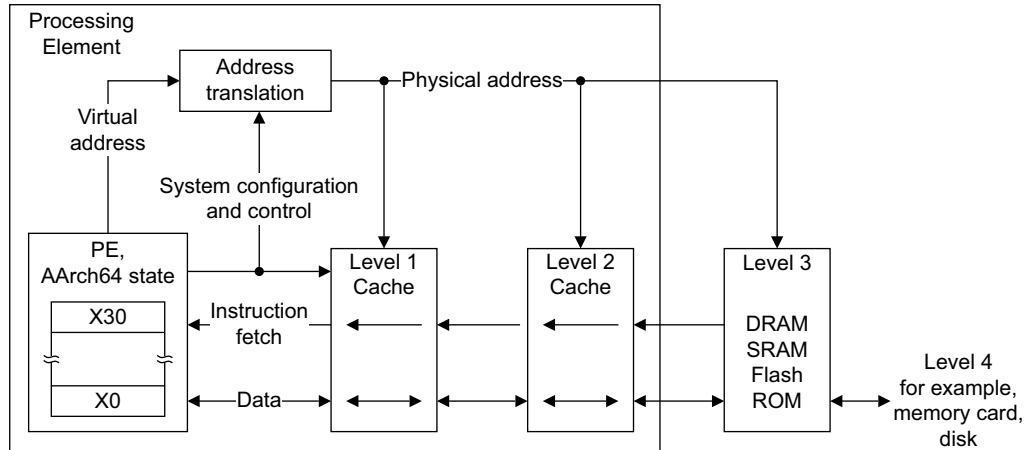 Processing
Element
Address
translation
Physical address
Virtual
address
System configuration
and control
PE,
AArch64 state
X30
X0
Instruction
fetch
Data
Level 1
Cache
Level 2
Cache
Level 3
DRAM
SRAM
Flash
ROM
Level 4
for example,
memory card,
disk